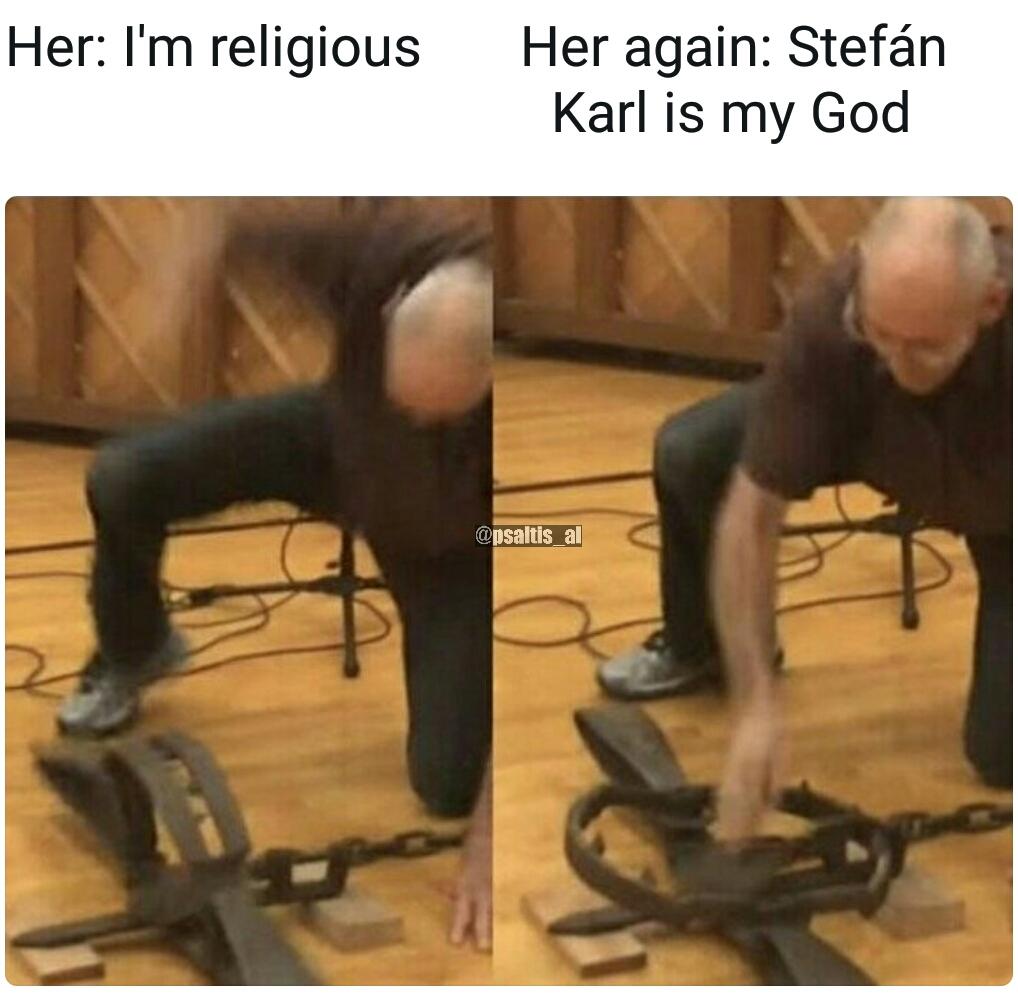 Her: I'm religious
Her again: Stefán
Karl is my God
@psaltis_al